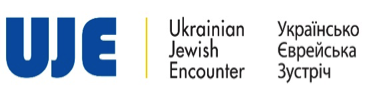 UJE
Ukrainian
Jewish
Encounter
Українсько
Єврейська
Зустріч